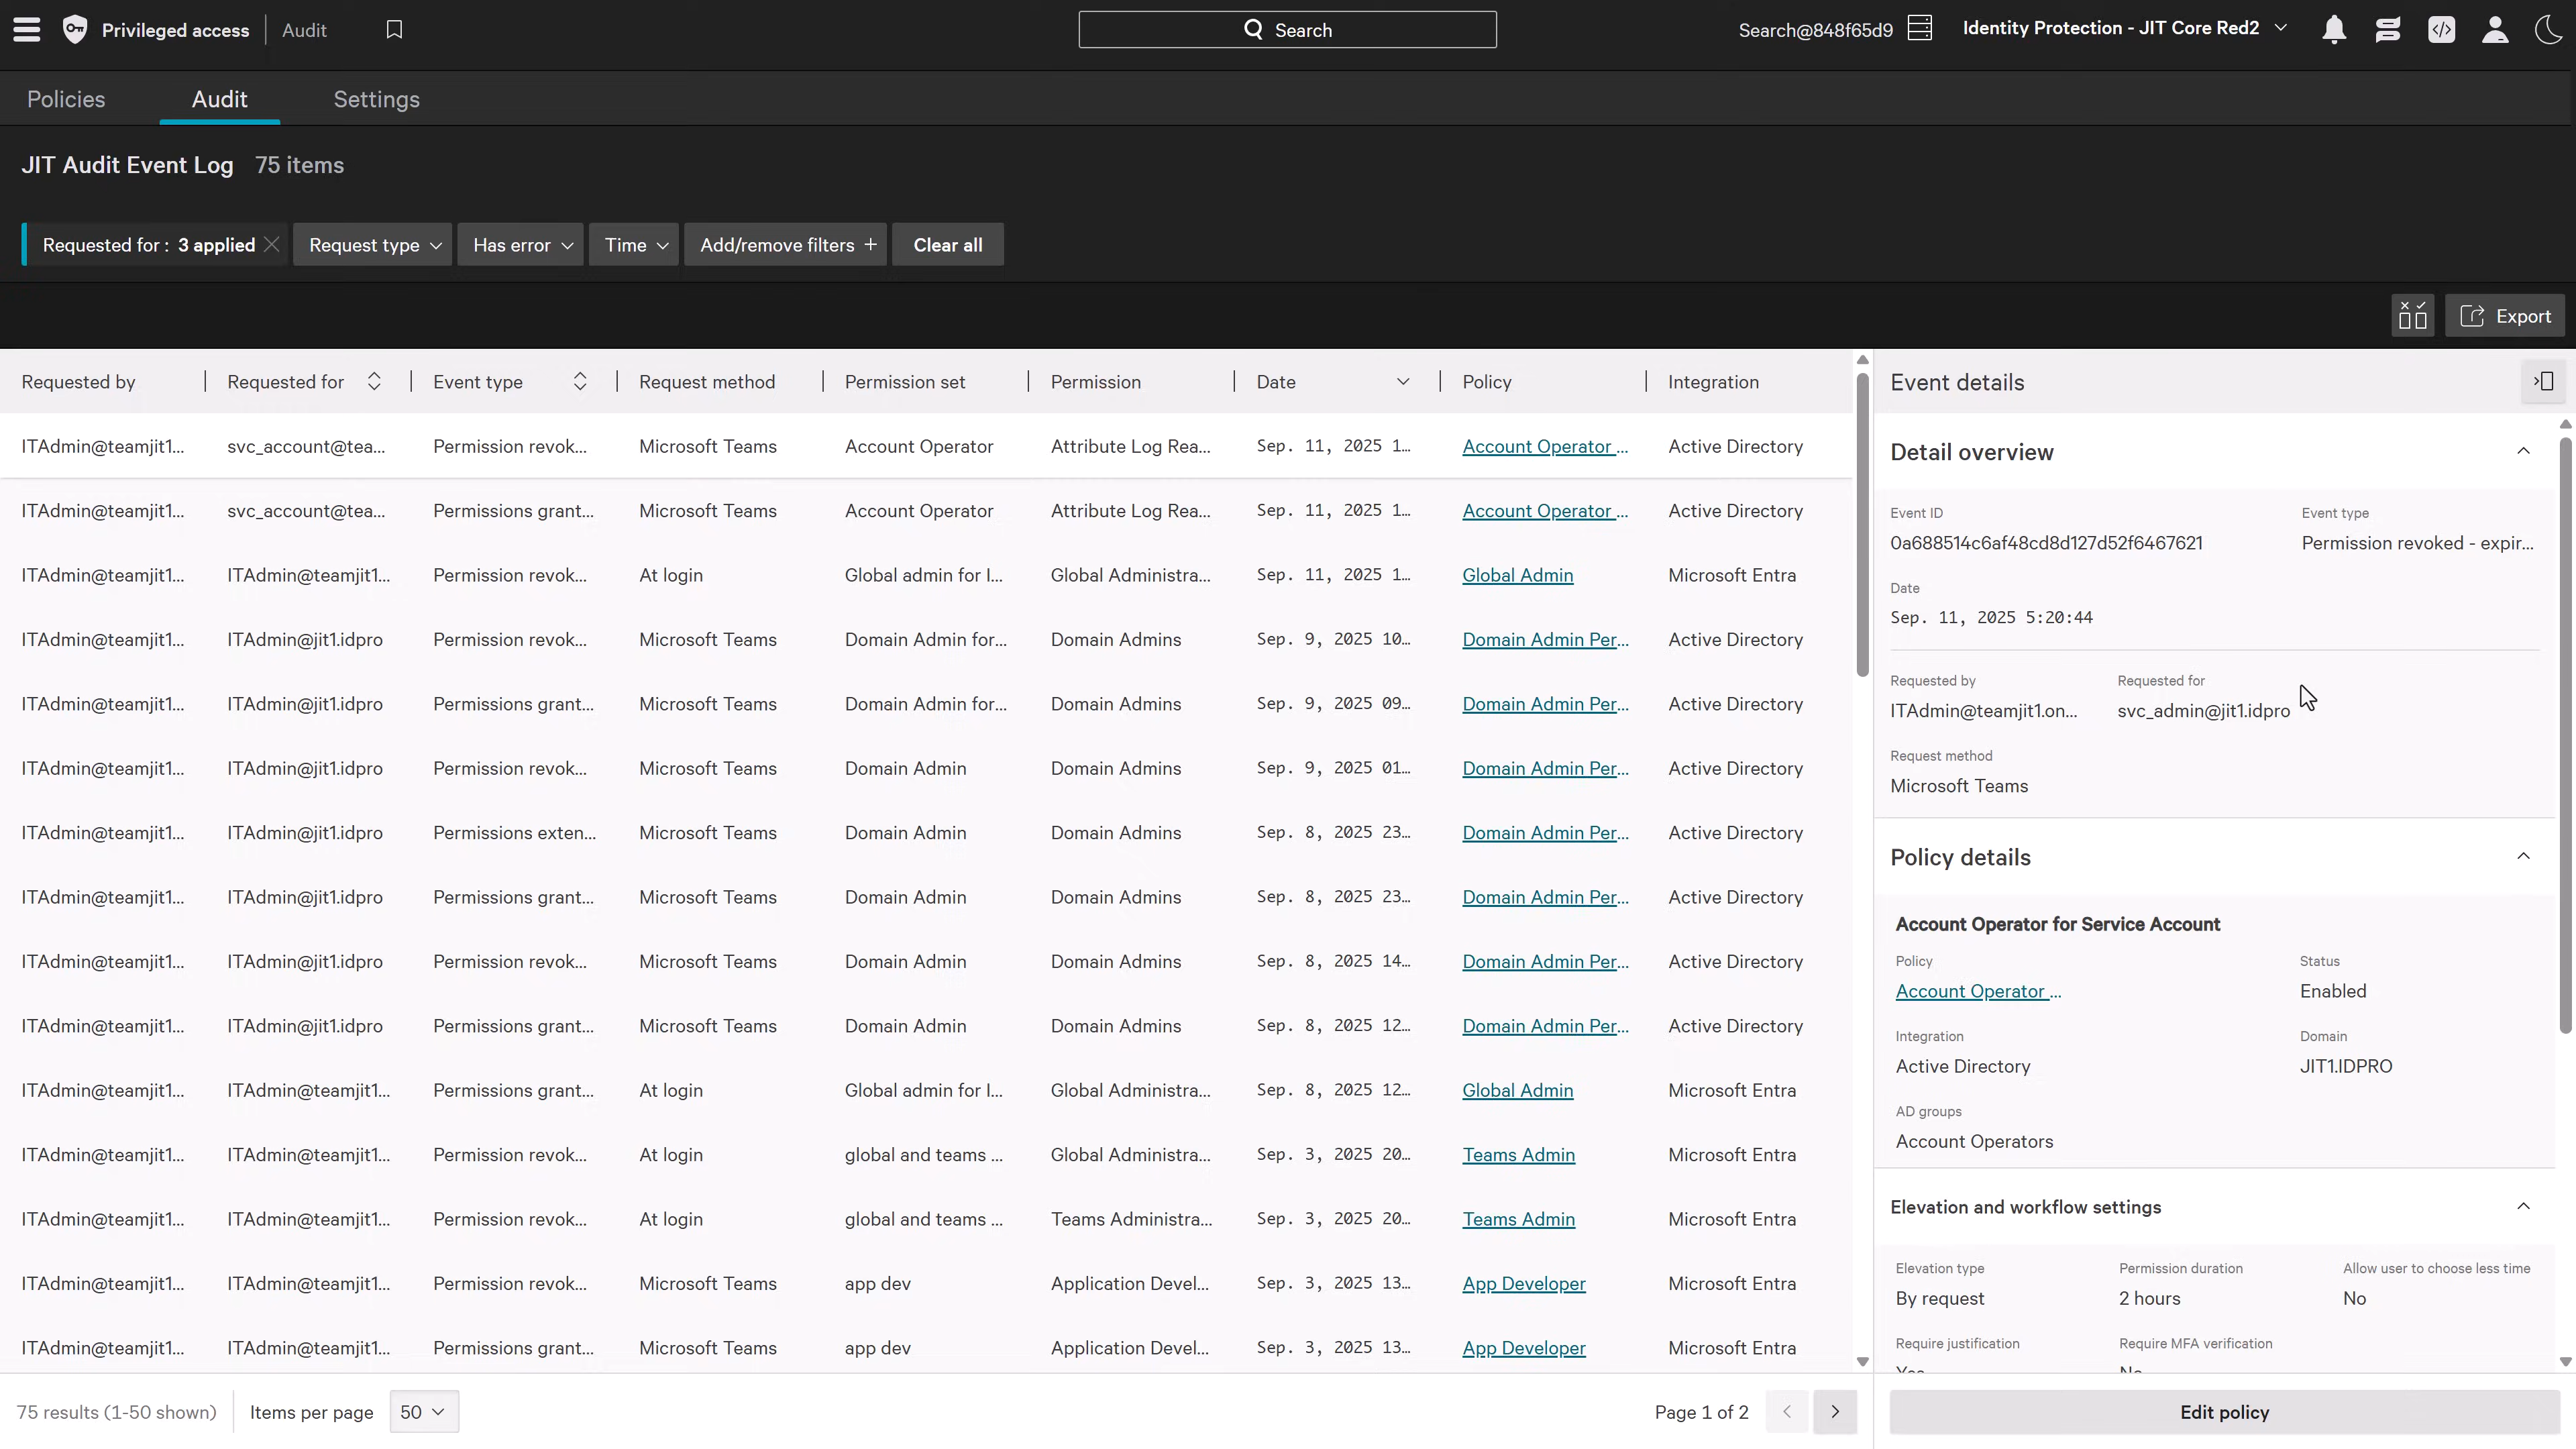 Privileged access Audit Search Search@848f65d9 Identity Protection - JIT Core Red2
Policies Audit Settings
JIT Audit Event Log 75 items
Requested for : 3 applied Request type Has error Time Add/remove filters + Clear all
Export
Requested by Requested for Event type Request method Permission set Permission Date Policy Integration
ITAdmin@teamjit1... svc_account@tea... Permission revok... Microsoft Teams Account Operator Attribute Log Rea... Sep. 11, 2025 1... Account Operator ... Active Directory
ITAdmin@teamjit1... svc_account@tea... Permissions grant... Microsoft Teams Account Operator Attribute Log Rea... Sep. 11, 2025 1... Account Operator ... Active Directory
ITAdmin@teamjit1... ITAdmin@teamjit1... Permission revok... At login Global admin for I... Global Administra... Sep. 11, 2025 1... Global Admin Microsoft Entra
ITAdmin@teamjit1... ITAdmin@jit1.idpro Permission revok... Microsoft Teams Domain Admin for... Domain Admins Sep. 9, 2025 10... Domain Admin Per... Active Directory
ITAdmin@teamjit1... ITAdmin@jit1.idpro Permissions grant... Microsoft Teams Domain Admin for... Domain Admins Sep. 9, 2025 09... Domain Admin Per... Active Directory
ITAdmin@teamjit1... ITAdmin@jit1.idpro Permission revok... Microsoft Teams Domain Admin Domain Admins Sep. 9, 2025 01... Domain Admin Per... Active Directory
ITAdmin@teamjit1... ITAdmin@jit1.idpro Permissions exten... Microsoft Teams Domain Admin Domain Admins Sep. 8, 2025 23... Domain Admin Per... Active Directory
ITAdmin@teamjit1... ITAdmin@jit1.idpro Permissions grant... Microsoft Teams Domain Admin Domain Admins Sep. 8, 2025 23... Domain Admin Per... Active Directory
ITAdmin@teamjit1... ITAdmin@jit1.idpro Permission revok... Microsoft Teams Domain Admin Domain Admins Sep. 8, 2025 14... Domain Admin Per... Active Directory
ITAdmin@teamjit1... ITAdmin@jit1.idpro Permissions grant... Microsoft Teams Domain Admin Domain Admins Sep. 8, 2025 12... Domain Admin Per... Active Directory
ITAdmin@teamjit1... ITAdmin@teamjit1... Permissions grant... At login Global admin for I... Global Administra... Sep. 8, 2025 12... Global Admin Microsoft Entra
ITAdmin@teamjit1... ITAdmin@teamjit1... Permission revok... At login global and teams ... Global Administra... Sep. 3, 2025 20... Teams Admin Microsoft Entra
ITAdmin@teamjit1... ITAdmin@teamjit1... Permission revok... At login global and teams ... Teams Administra... Sep. 3, 2025 20... Teams Admin Microsoft Entra
ITAdmin@teamjit1... ITAdmin@teamjit1... Permission revok... Microsoft Teams app dev Application Devel... Sep. 3, 2025 13... App Developer Microsoft Entra
ITAdmin@teamjit1... ITAdmin@teamjit1... Permissions grant... Microsoft Teams app dev Application Devel... Sep. 3, 2025 13... App Developer Microsoft Entra
75 results (1-50 shown) Items per page 50 Page 1 of 2
Event details
Detail overview
Event ID Event type
0a688514c6af48cd8d127d52f6467621 Permission revoked - expir...
Date
Sep. 11, 2025 5:20:44
Requested by Requested for
ITAdmin@teamjit1.on... svc_admin@jit1.idpro
Request method
Microsoft Teams
Policy details
Account Operator for Service Account
Policy Status
Account Operator ... Enabled
Integration Domain
Active Directory JIT1.IDPRO
AD groups
Account Operators
Elevation and workflow settings
Elevation type Permission duration Allow user to choose less time
By request 2 hours No
Require justification Require MFA verification
Yes No
Edit policy